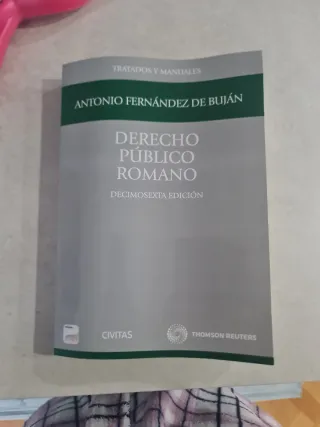 TRATADOS Y MANUALES
ANTONIO FERNÁNDEZ DE BUJÁN
DERECHO
PÚBLICO
ROMANO
DECIMOSEXTA EDICIÓN
CIVITAS
THOMSON REUTERS